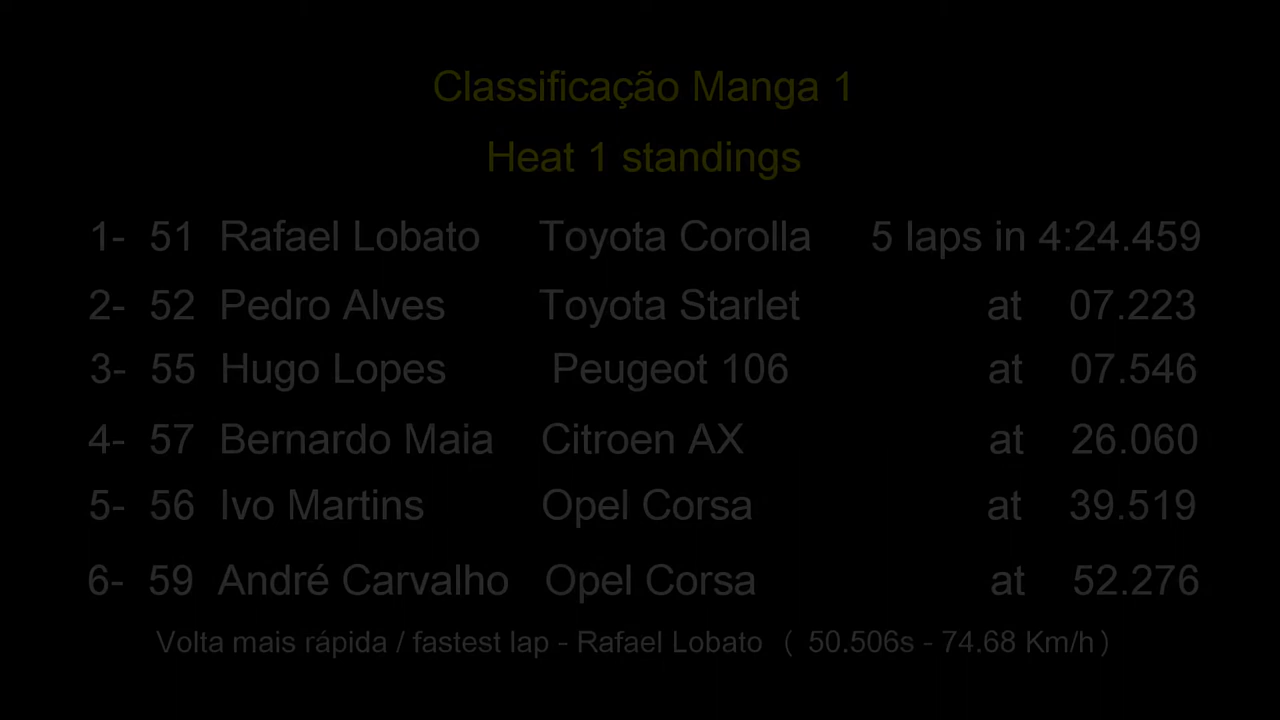 Classificação Manga 1
Heat 1 standings
1- 51 Rafael Lobato Toyota Corolla 5 laps in 4:24.459
2- 52 Pedro Alves Toyota Starlet at 07.223
3- 55 Hugo Lopes Peugeot 106 at 07.546
4- 57 Bernardo Maia Citroen AX at 26.060
5- 56 Ivo Martins Opel Corsa at 39.519
6- 59 André Carvalho Opel Corsa at 52.276
Volta mais rápida / fastest lap - Rafael Lobato ( 50.506s - 74.68 Km/h )